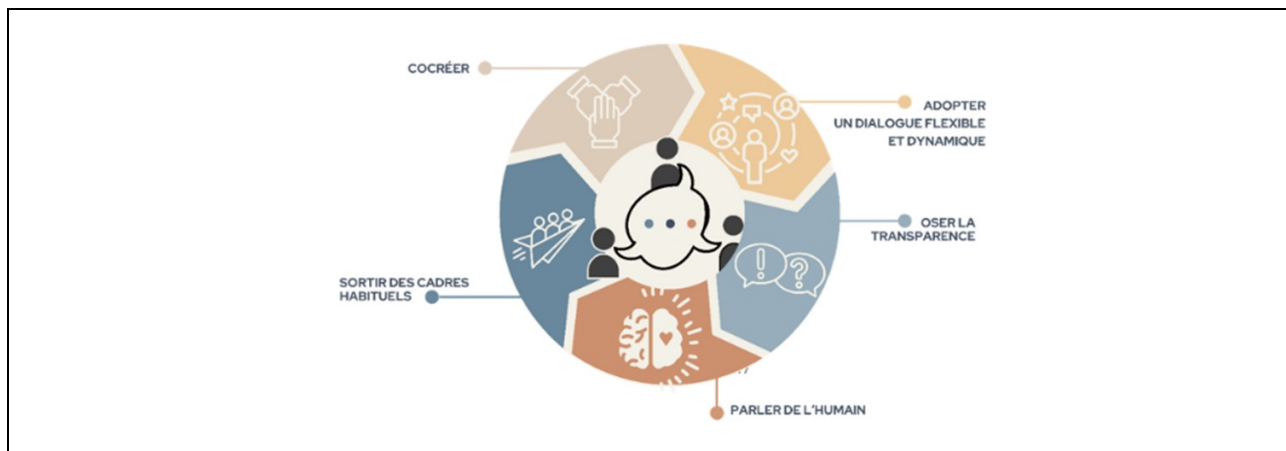 COCRÉER
ADOPTER
UN DIALOGUE FLEXIBLE
ET DYNAMIQUE
OSER LA
TRANSPARENCE
SORTIR DES CADRES
HABITUELS
PARLER DE L'HUMAIN